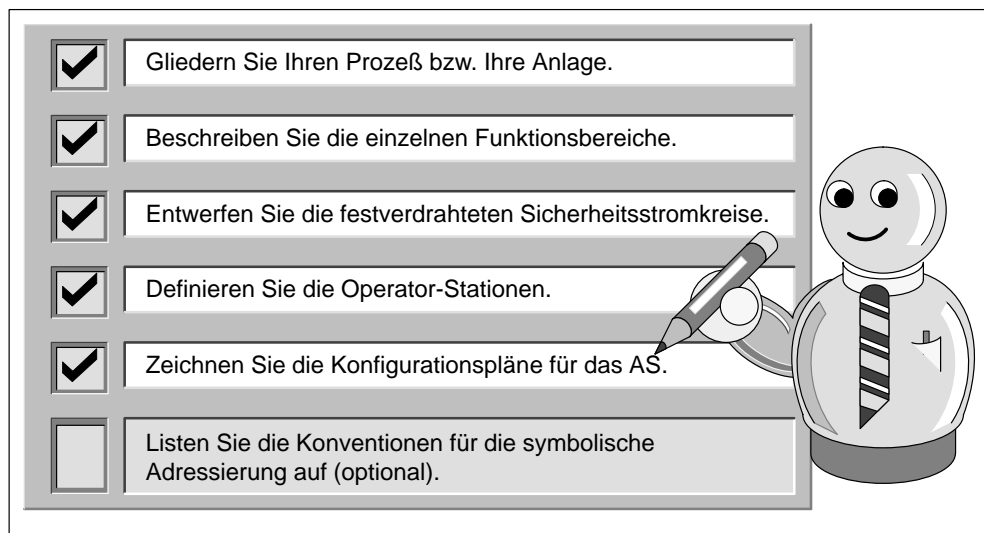 Gliedern Sie Ihren Prozeß bzw. Ihre Anlage.
Beschreiben Sie die einzelnen Funktionsbereiche.
Entwerfen Sie die festverdrahteten Sicherheitsstromkreise.
Definieren Sie die Operator-Stationen.
Zeichnen Sie die Konfigurationspläne für das AS.
Listen Sie die Konventionen für die symbolische
Adressierung auf (optional).